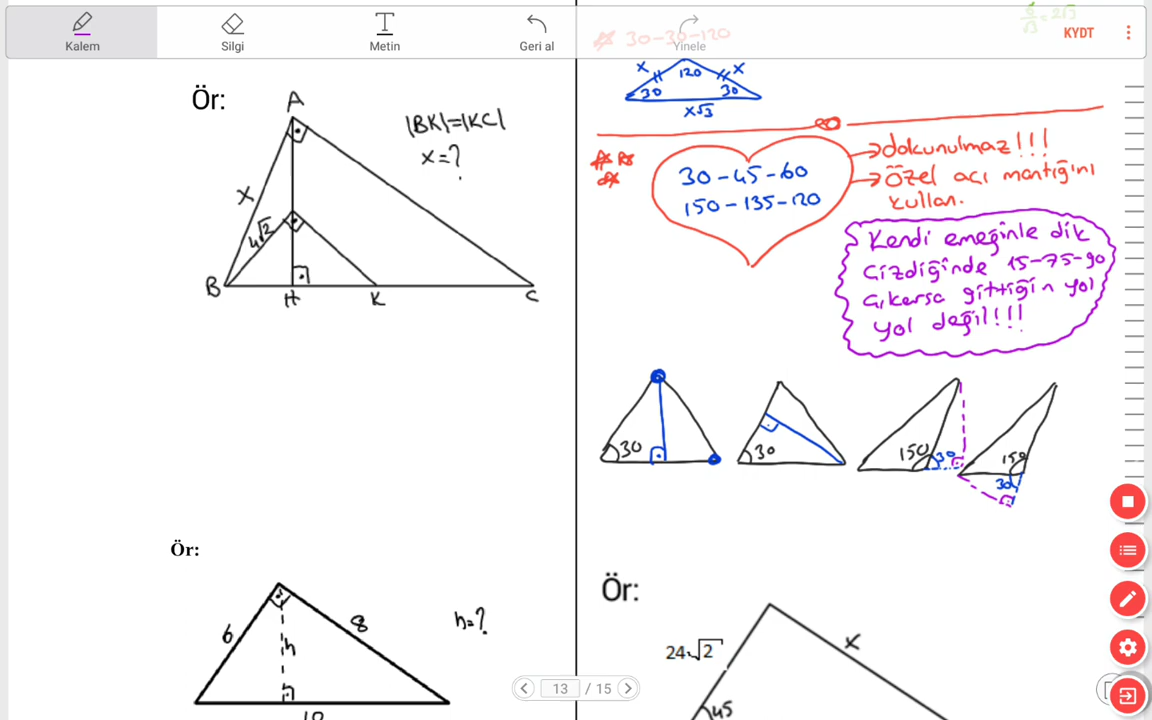 Kalem
Silgi
Metin
Geri al
Yinele
KYDT
30-30-120
Ör:
A
|BK|=|KC|
x=?
x
4√2
B
H
K
C
x
120
x
30
30
x√3
30-45-60
150-135-120
→dokunulmaz!!!
→Özel açı mantığını
kullan.
Kendi emeğinle dik
çizdiğinde 15-75-90
çıkarsa gittiğin yol
yol değil!!!
30
30
150
30
150
30
Ör:
6
8
h
h=?
10
13 / 15
Ör:
24√2
x
45